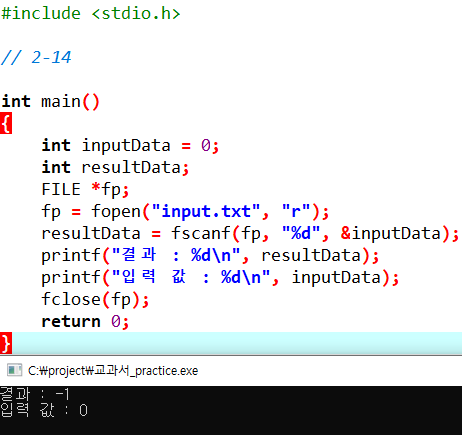 #include <stdio.h>
// 2-14
int main()
{
int inputData = 0;
int resultData;
FILE *fp;
fp = fopen("input.txt", "r");
resultData = fscanf(fp, "%d", &inputData);
printf("결과 : %d\n", resultData);
printf("입력 값 : %d\n", inputData);
fclose(fp);
return 0;
}
C:\project\교과서_practice.exe
결과 : -1
입력 값 : 0